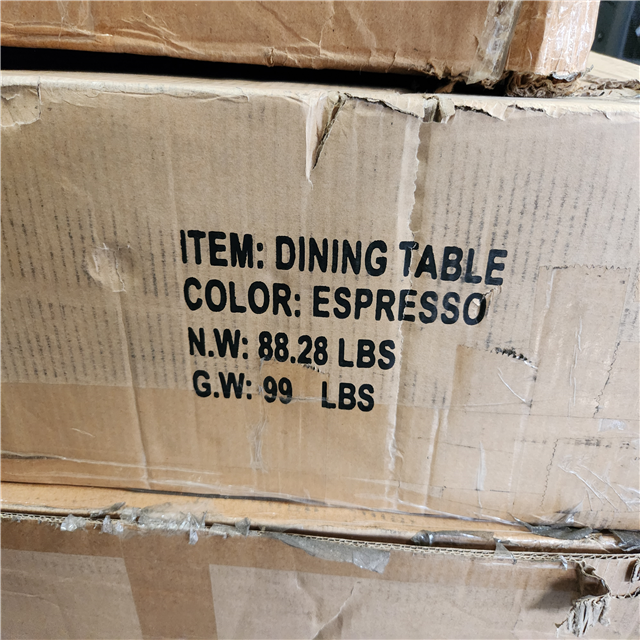 ITEM: DINING TABLE
COLOR: ESPRESSO
N.W: 88.28 LBS
G.W: 99 LBS